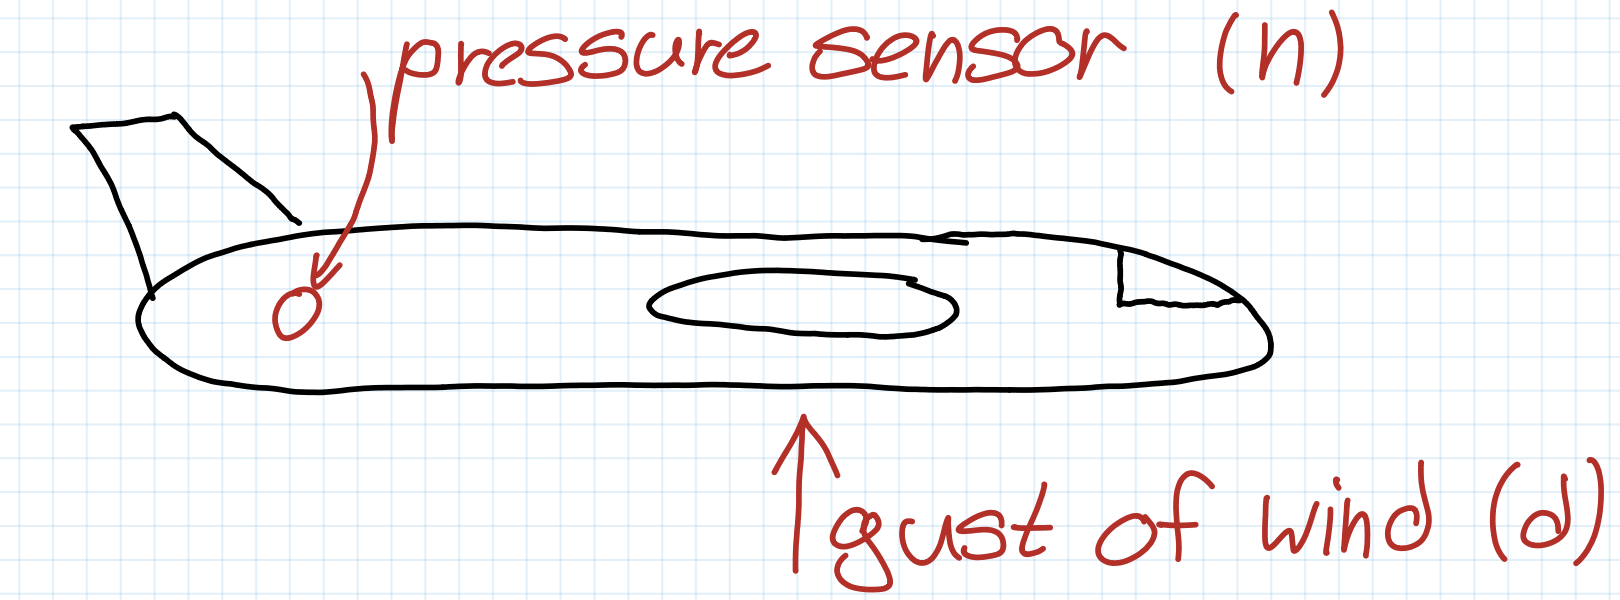 pressure sensor (n)
gust of wind (d)